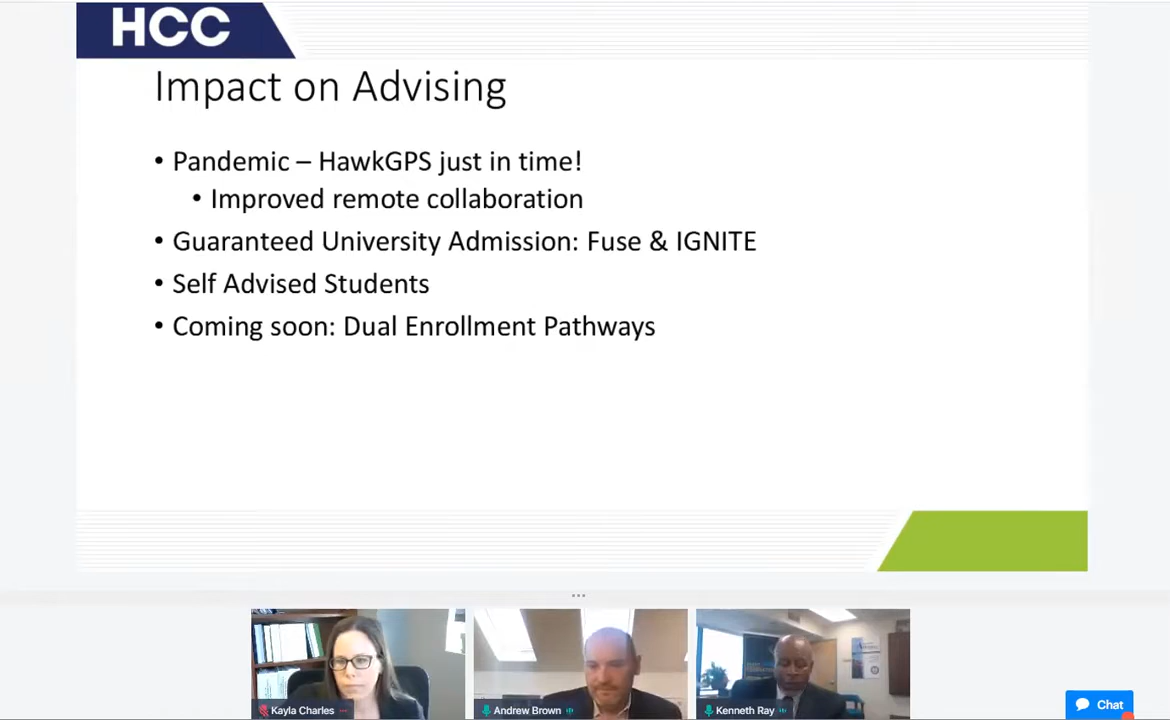 HCC
Impact on Advising
• Pandemic – HawkGPS just in time!
• Improved remote collaboration
• Guaranteed University Admission: Fuse & IGNITE
• Self Advised Students
• Coming soon: Dual Enrollment Pathways
Kayla Charles
Andrew Brown
Kenneth Ray
Chat